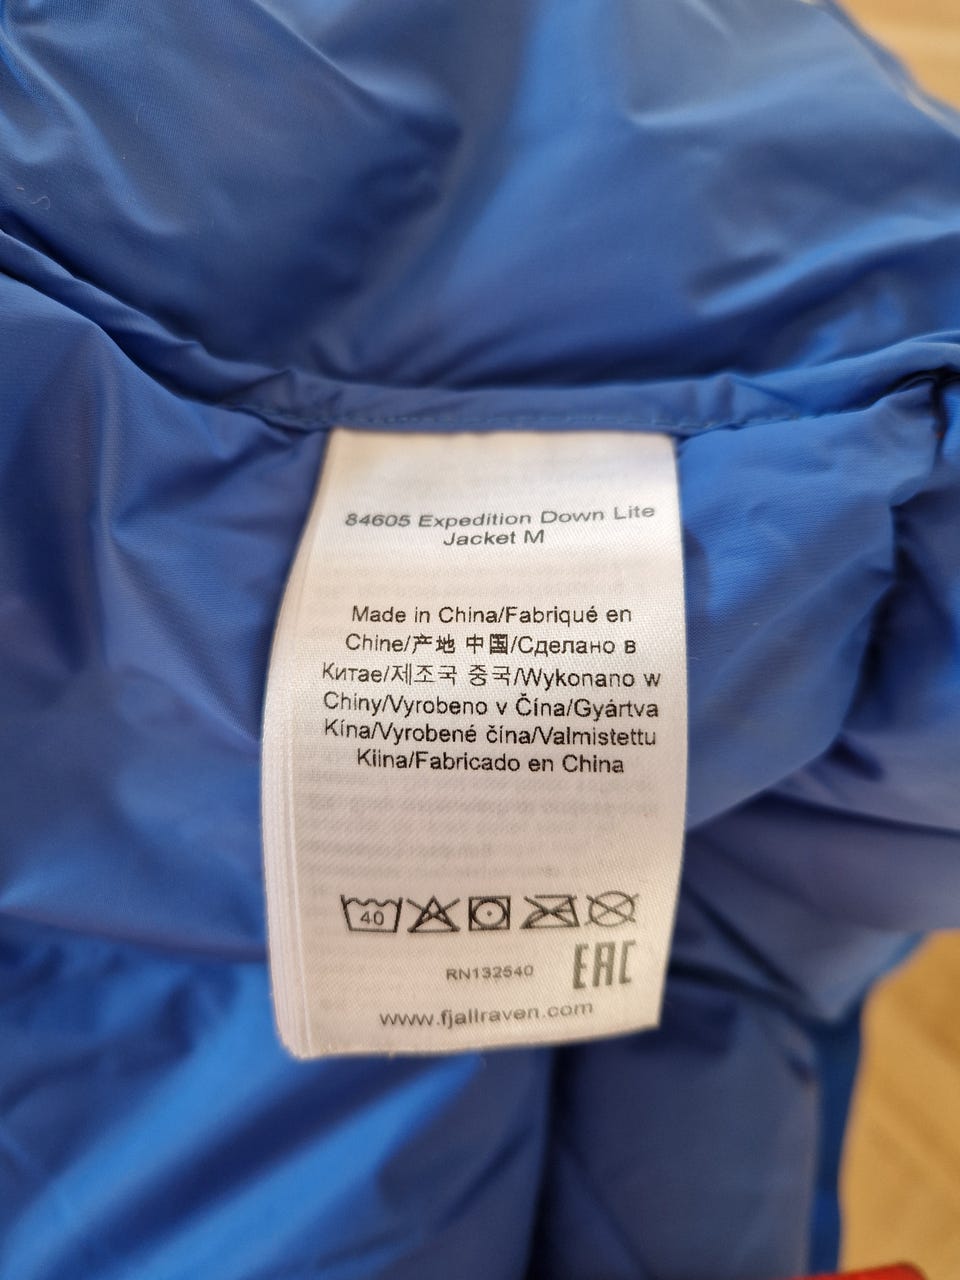 84605 Expedition Down Lite
Jacket M
Made in China/Fabriqué en
Chine/产地 中国/Сделано в
Китае/제조국 중국/Wykonano w
Chiny/Vyrobeno v Čína/Gyártva
Kína/Vyrobené čína/Valmistettu
Kiina/Fabricado en China
40
RN132540
EAC
www.fjallraven.com